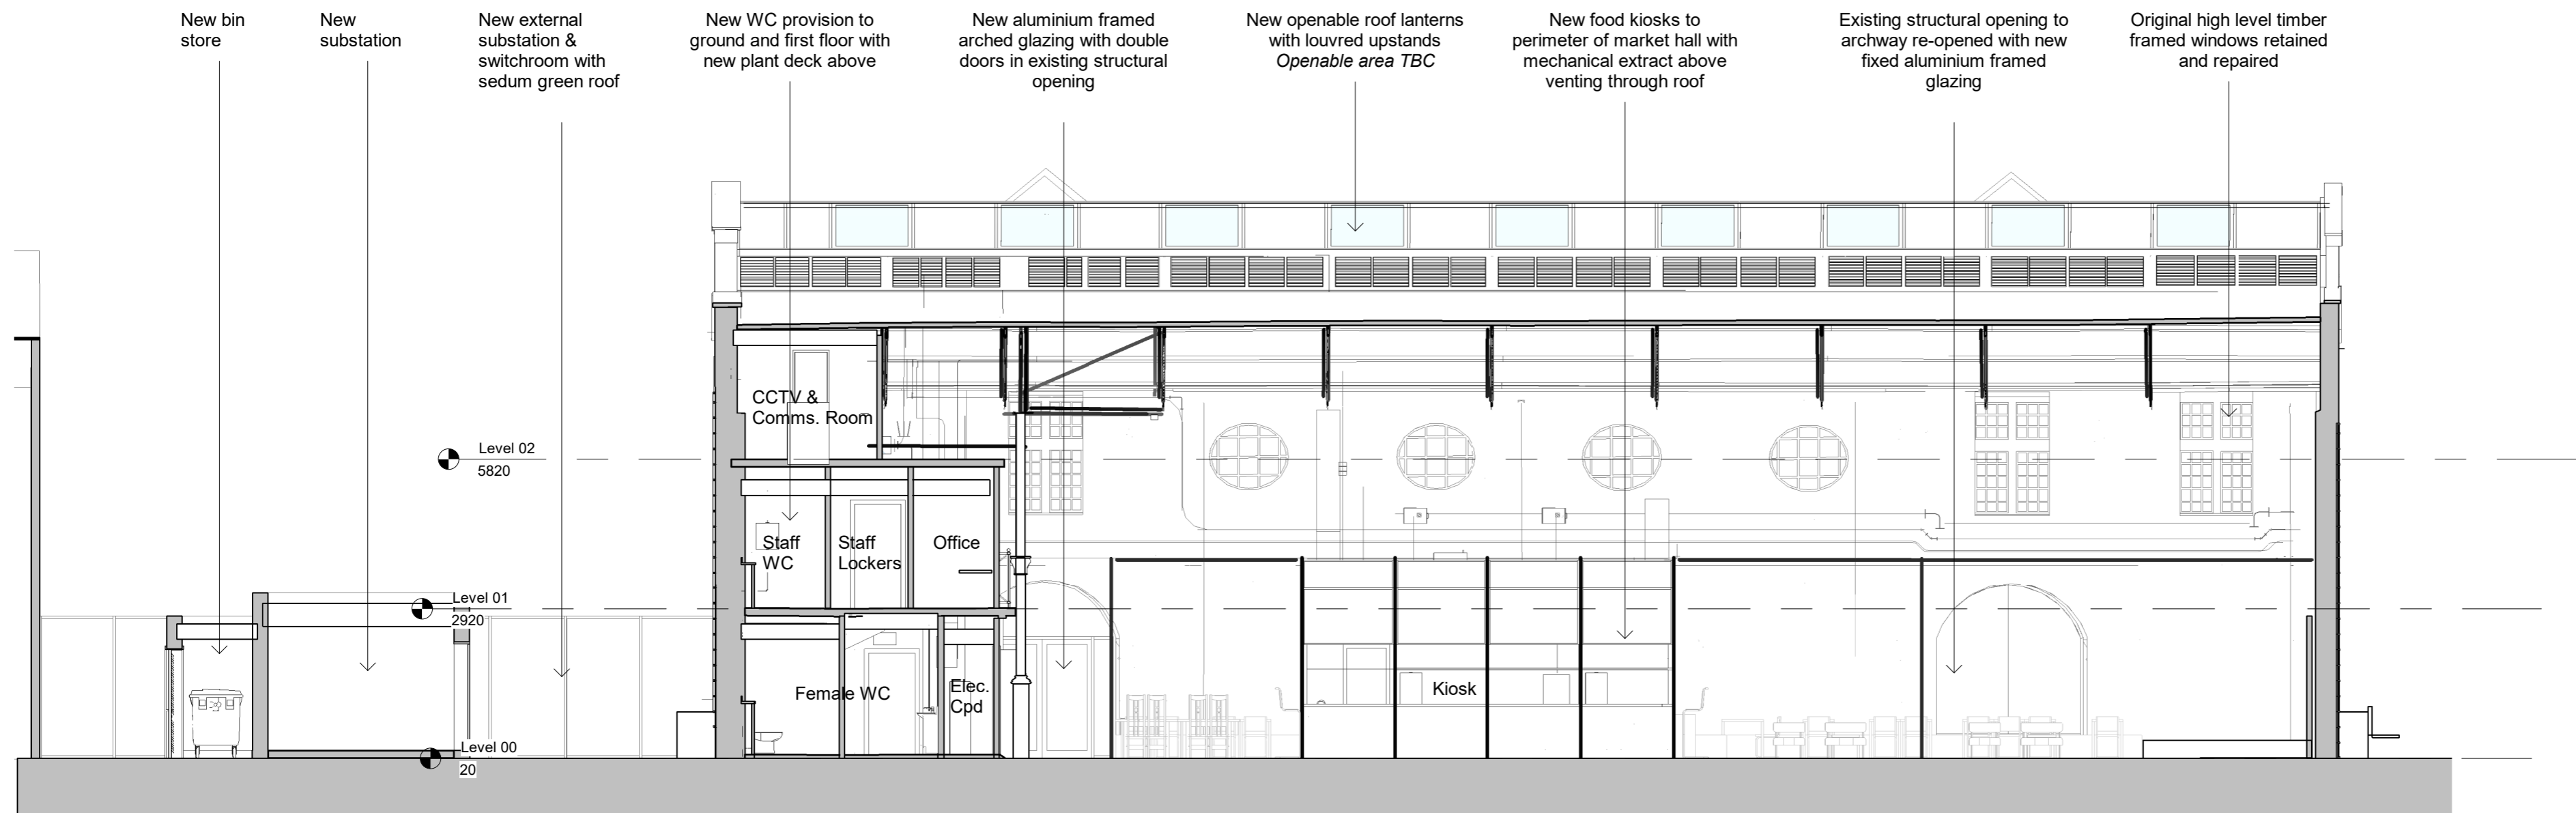 New bin
store
New
substation
New external
substation &
switchroom with
sedum green roof
New WC provision to
ground and first floor with
new plant deck above
New aluminium framed
arched glazing with double
doors in existing structural
opening
New openable roof lanterns
with louvred upstands
Openable area TBC
New food kiosks to
perimeter of market hall with
mechanical extract above
venting through roof
Existing structural opening to
archway re-opened with new
fixed aluminium framed
glazing
Original high level timber
framed windows retained
and repaired
CCTV &
Comms. Room
Level 02
5820
Staff
WC
Staff
Lockers
Office
Level 01
2920
Female WC
Elec.
Cpd
Kiosk
Level 00
20